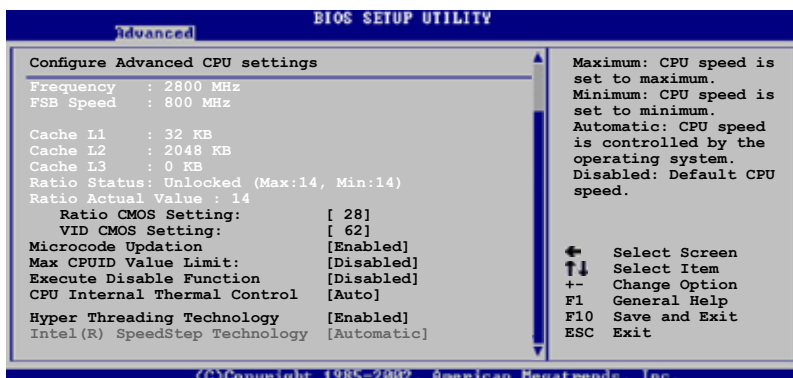 BIOS SETUP UTILITY
Advanced
Configure Advanced CPU settings
Frequency : 2800 MHz
FSB Speed : 800 MHz
Cache L1 : 32 KB
Cache L2 : 2048 KB
Cache L3 : 0 KB
Ratio Status: Unlocked (Max:14, Min:14)
Ratio Actual Value : 14
Ratio CMOS Setting: [ 28]
VID CMOS Setting: [ 62]
Microcode Updation [Enabled]
Max CPUID Value Limit: [Disabled]
Execute Disable Function [Disabled]
CPU Internal Thermal Control [Auto]
Hyper Threading Technology [Enabled]
Intel(R) SpeedStep Technology [Automatic]
Maximum: CPU speed is
set to maximum.
Minimum: CPU speed is
set to minimum.
Automatic: CPU speed
is controlled by the
operating system.
Disabled: Default CPU
speed.
← Select Screen
↑↓ Select Item
+- Change Option
F1 General Help
F10 Save and Exit
ESC Exit
(C)Copyright 1985-2002, American Megatrends, Inc